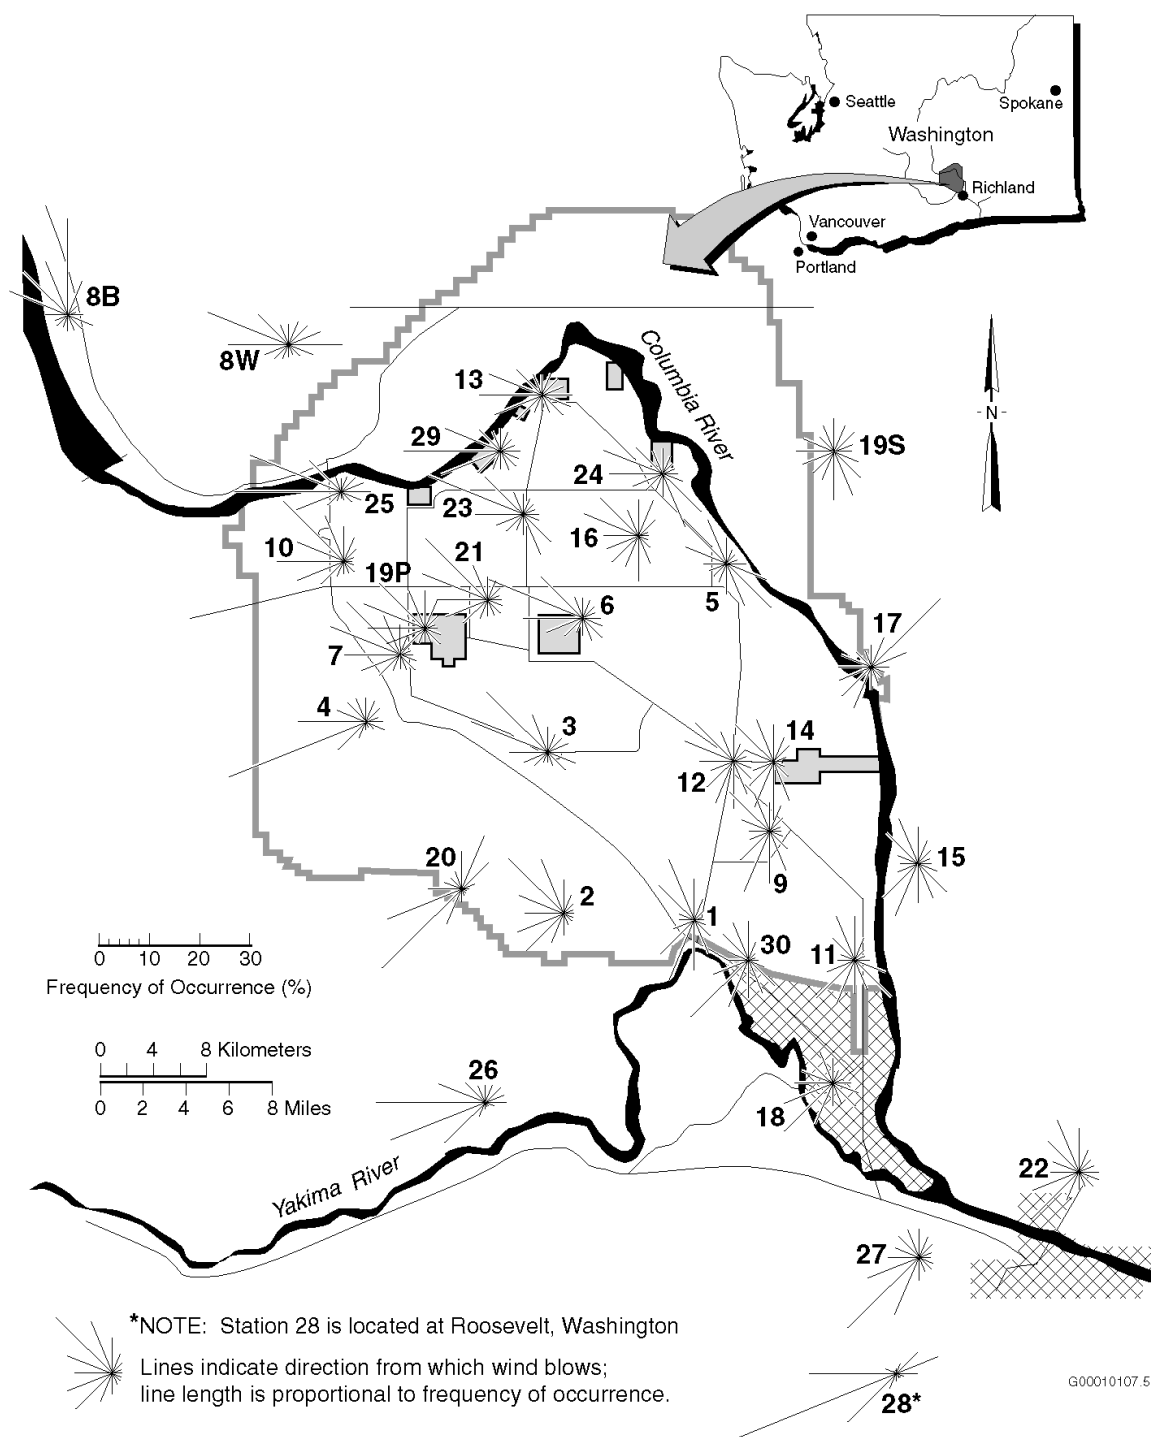 Seattle
Spokane
Washington
Richland
Vancouver
Portland
8B
8W
Columbia River
13
N
29
19S
24
25
23
16
10
21
19P
6
5
17
7
4
3
14
12
20
15
2
9
1
30
11
0 10 20 30
Frequency of Occurrence (%)
0 4 8 Kilometers
0 2 4 6 8 Miles
26
18
22
Yakima River
27
*NOTE: Station 28 is located at Roosevelt, Washington
Lines indicate direction from which wind blows;
line length is proportional to frequency of occurrence.
28*
G00010107.5